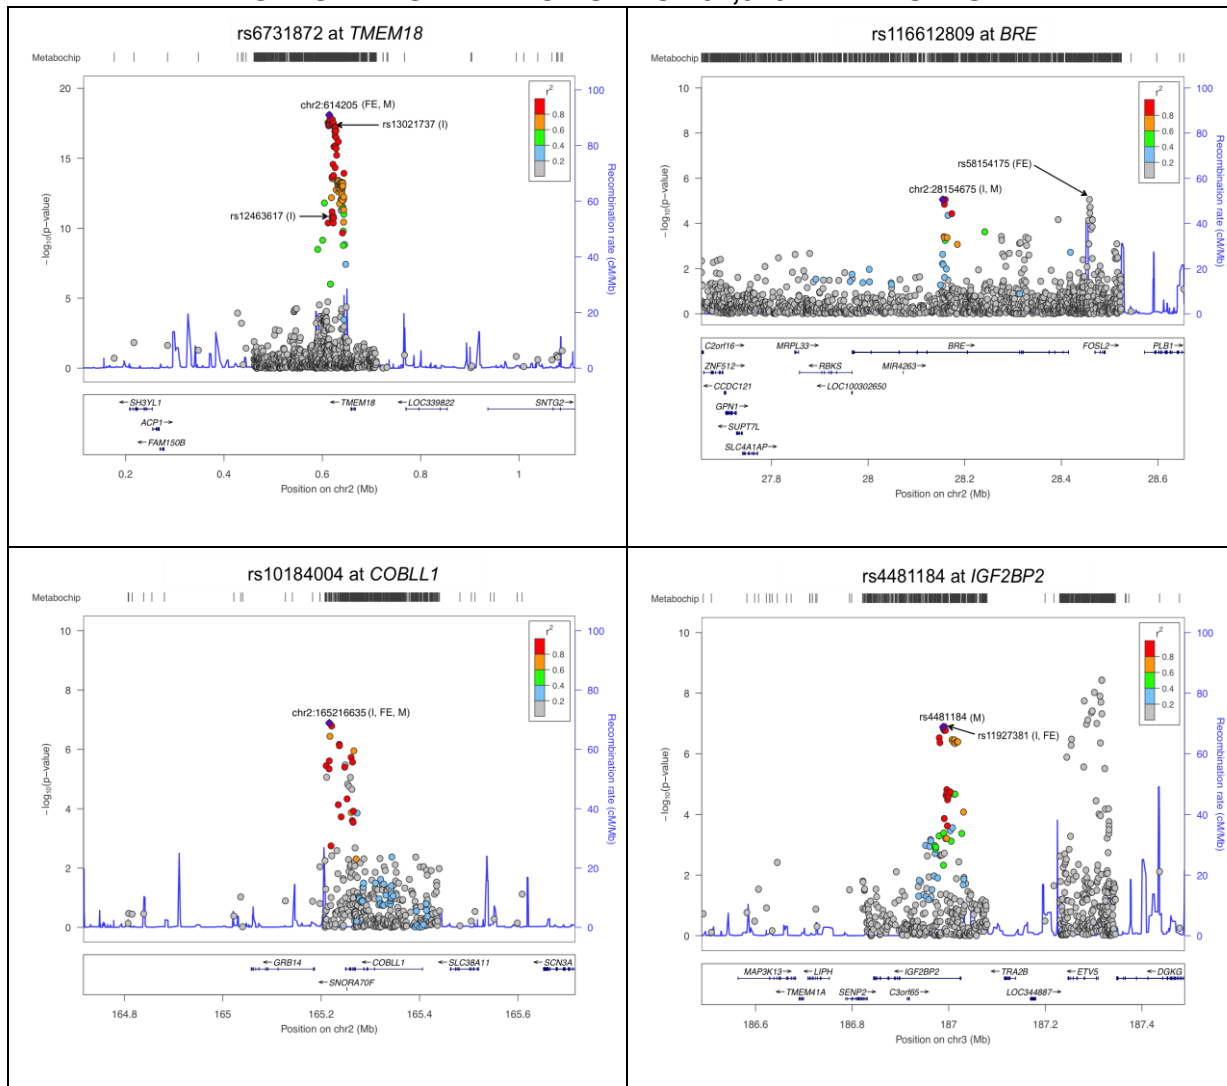 rs6731872 at TMEM18
Metabochip
r²
0.8
0.6
0.4
0.2
chr2:614205 (FE, M)
rs13021737 (I)
rs12463617 (I)
−log₁₀(p−value)
20
15
10
5
0
Recombination rate (cM/Mb)
100
80
60
40
20
0
←SH3YL1
ACP1→
←FAM150B
←TMEM18
←LOC339822
SNTG2→
0.2 0.4 0.6 0.8 1
Position on chr2 (Mb)
rs116612809 at BRE
Metabochip
r²
0.8
0.6
0.4
0.2
rs58154175 (FE)
chr2:28154675 (I, M)
−log₁₀(p−value)
10
8
6
4
2
0
Recombination rate (cM/Mb)
100
80
60
40
20
0
C2orf16→
MRPL33→
BRE→
FOSL2→
PLB1→
ZNF512→
←RBKS
MIR4263→
←CCDC121
←LOC100302650
GPN1→
←SUPT7L
SLC4A1AP→
27.8 28 28.2 28.4 28.6
Position on chr2 (Mb)
rs10184004 at COBLL1
Metabochip
r²
0.8
0.6
0.4
0.2
chr2:165216635 (I, FE, M)
−log₁₀(p−value)
10
8
6
4
2
0
Recombination rate (cM/Mb)
100
80
60
40
20
0
←GRB14
←COBLL1
←SLC38A11
←SCN3A
←SNORA70F
164.8 165 165.2 165.4 165.6
Position on chr2 (Mb)
rs4481184 at IGF2BP2
Metabochip
r²
0.8
0.6
0.4
0.2
rs4481184 (M)
rs11927381 (I, FE)
−log₁₀(p−value)
10
8
6
4
2
0
Recombination rate (cM/Mb)
100
80
60
40
20
0
MAP3K13→
←LIPH
←IGF2BP2
←TRA2B
←ETV5
←DGKG
←TMEM41A
SENP2→
C3orf65→
LOC344887→
186.6 186.8 187 187.2 187.4
Position on chr3 (Mb)